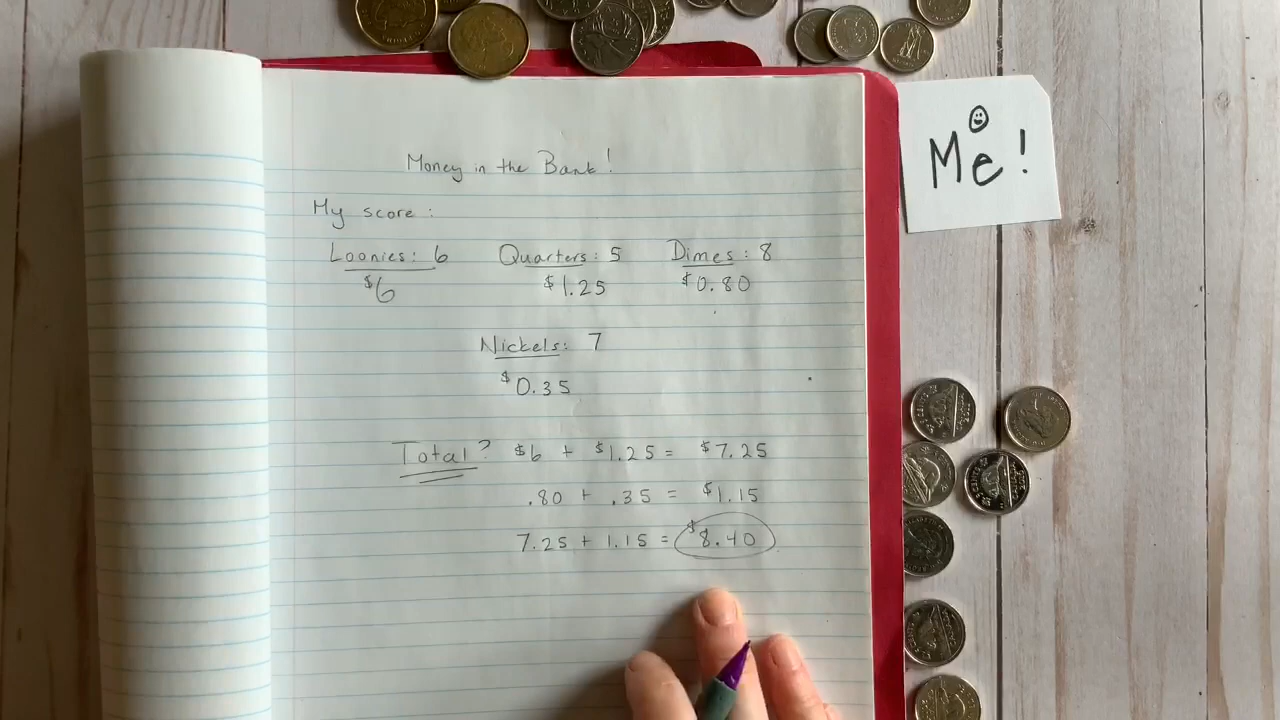 Money in the Bank!
My score:
Loonies: 6 Quarters: 5 Dimes: 8
$6 $1.25 $0.80
Nickels: 7
$0.35
Total? $6 + $1.25 = $7.25
.80 + .35 = $1.15
7.25 + 1.15 = $8.40
Me!